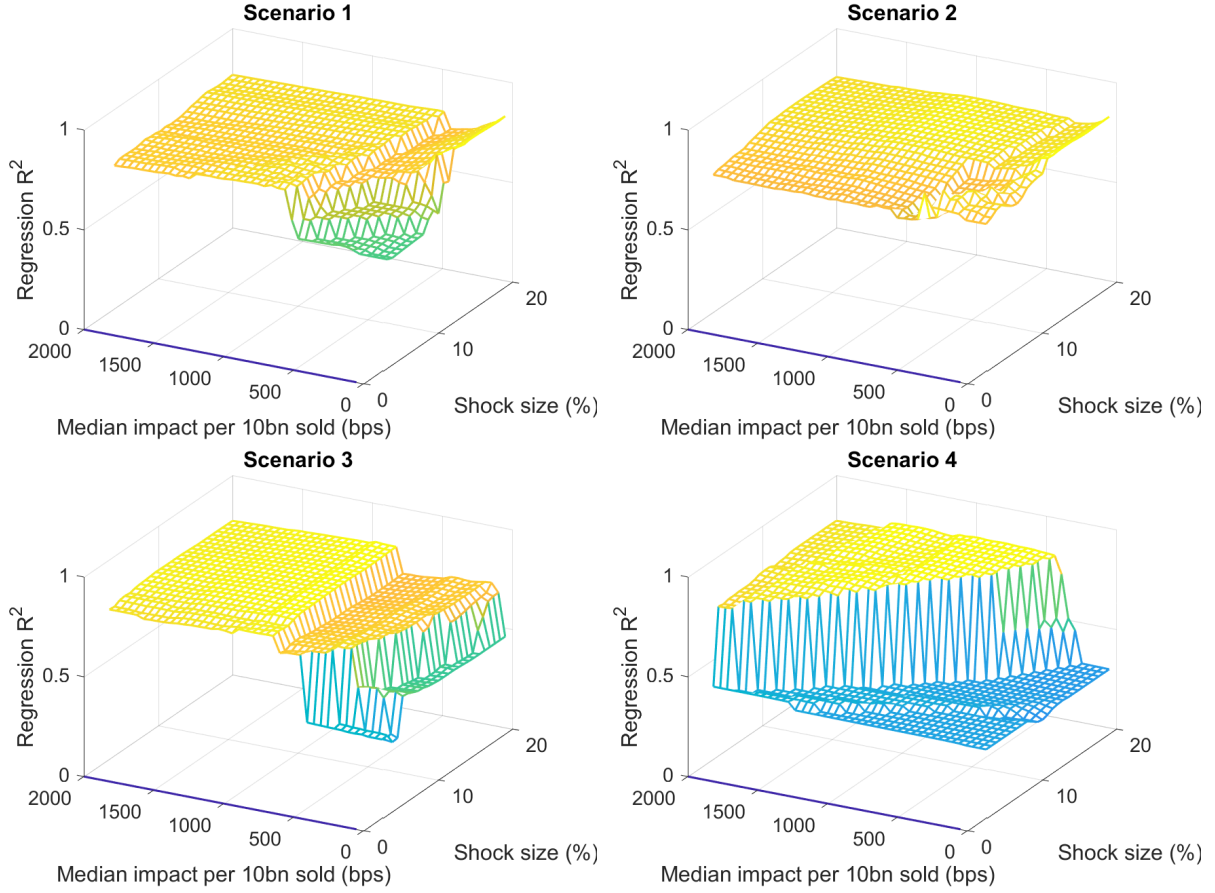 Scenario 1
1
0.5
0
Regression R²
2000
1500
1000
500
0
Median impact per 10bn sold (bps)
0
10
20
Shock size (%)
Scenario 2
1
0.5
0
Regression R²
2000
1500
1000
500
0
Median impact per 10bn sold (bps)
0
10
20
Shock size (%)
Scenario 3
1
0.5
0
Regression R²
2000
1500
1000
500
0
Median impact per 10bn sold (bps)
0
10
20
Shock size (%)
Scenario 4
1
0.5
0
Regression R²
2000
1500
1000
500
0
Median impact per 10bn sold (bps)
0
10
20
Shock size (%)